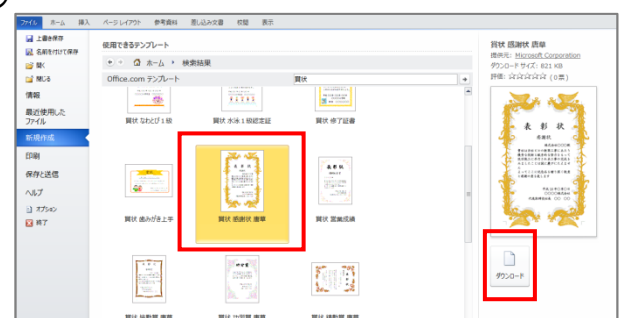 ファイル ホーム 挿入 ページ レイアウト 参考資料 差し込み文書 校閲 表示
上書き保存
名前を付けて保存
開く
閉じる
情報
最近使用した
ファイル
新規作成
印刷
保存と送信
ヘルプ
オプション
終了
使用できるテンプレート
ホーム 検索結果
Office.com テンプレート 賞状
賞状 なわとび 1 級
賞状 水泳 1 級認定証
賞状 修了証書
賞状 歯みがき上手
賞状 感謝状 唐草
賞状 営業成績
賞状 感謝状 唐草
提供元: Microsoft Corporation
ダウンロード サイズ: 821 KB
評価: ☆☆☆☆☆ (0 票)
表 彰 状
ダウンロード